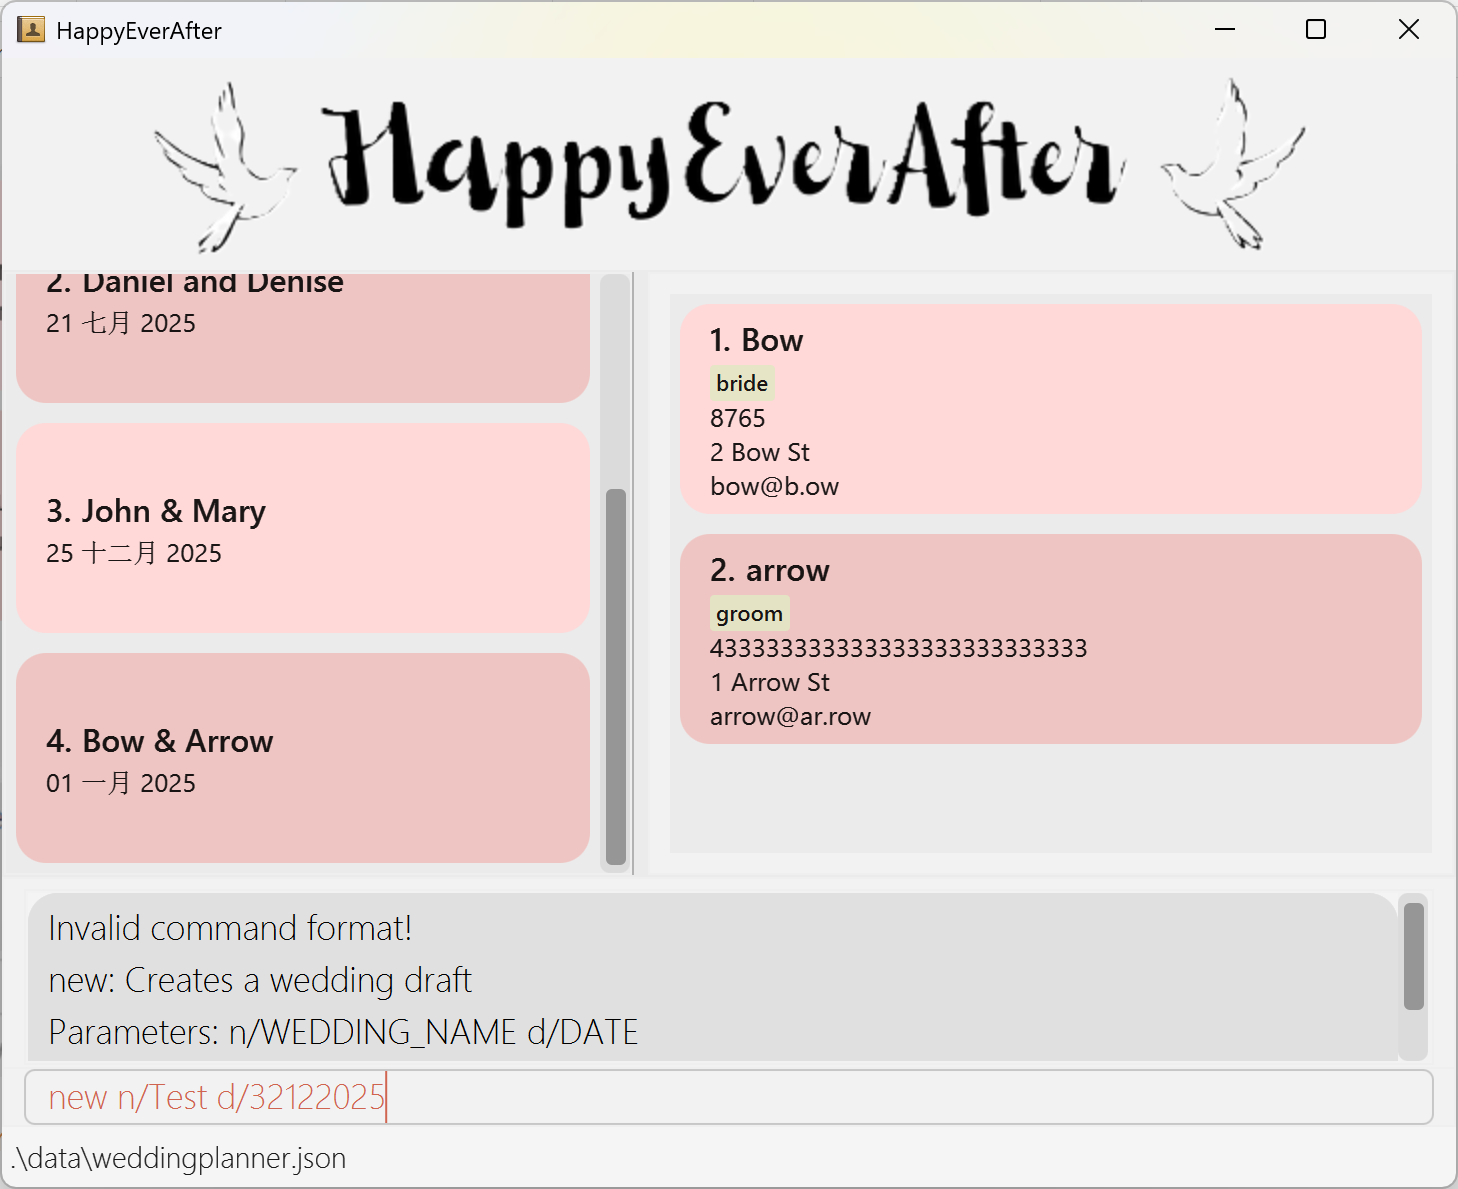 HappyEverAfter
HappyEverAfter
2. Daniel and Denise
21 七月 2025
3. John & Mary
25 十二月 2025
4. Bow & Arrow
01 一月 2025
1. Bow
bride
8765
2 Bow St
bow@b.ow
2. arrow
groom
433333333333333333333333333
1 Arrow St
arrow@ar.row
Invalid command format!
new: Creates a wedding draft
Parameters: n/WEDDING_NAME d/DATE
new n/Test d/32122025
.\data\weddingplanner.json